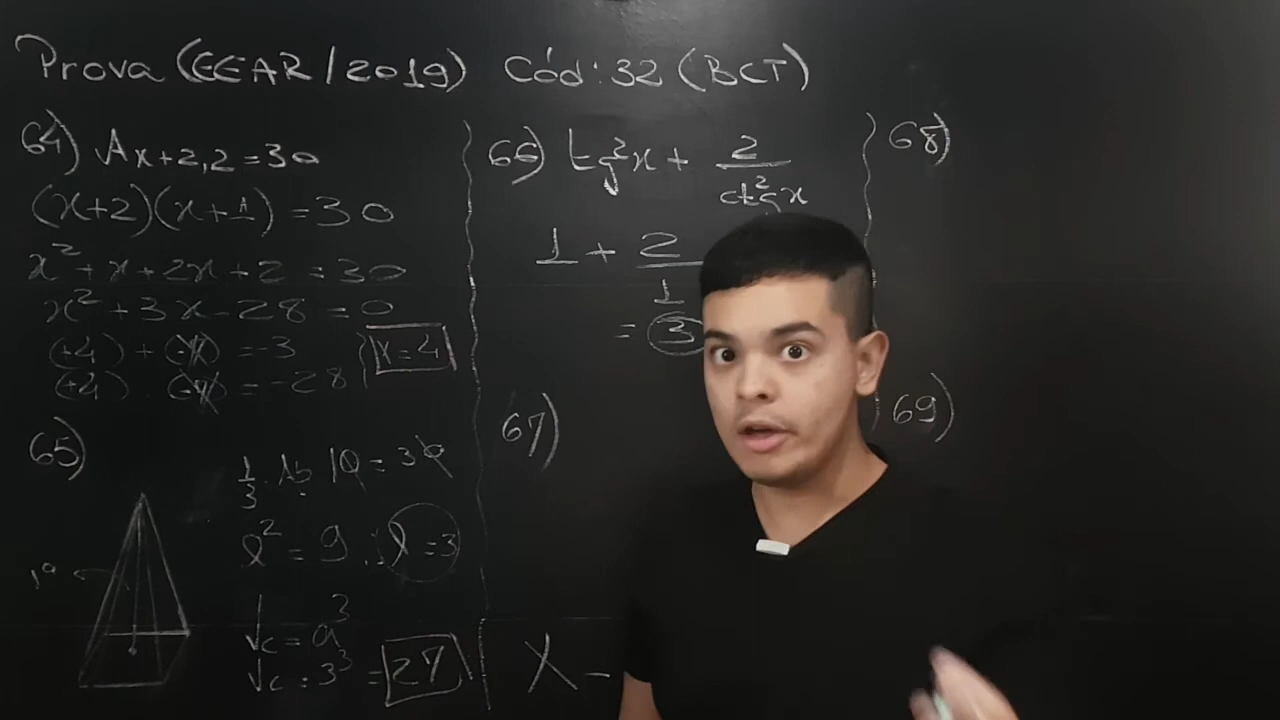 Prova (EEAR/2019) Cód: 32 (BCT)
64) Ax+2,2 = 30
(x+2)(x+1) = 30
x² + x + 2x + 2 = 30
x² + 3x - 28 = 0
(+4) + (-7) = -3
(+4) . (-7) = -28
x = 4
65)
1/3 . Ab . 10 = 30
l² = 9 ∴ l = 3
Vc = a³
Vc = 3³ = 27
66) tg²x + 2/ctg²x
1 + 2/1
= 3
67)
X -
68)
69)